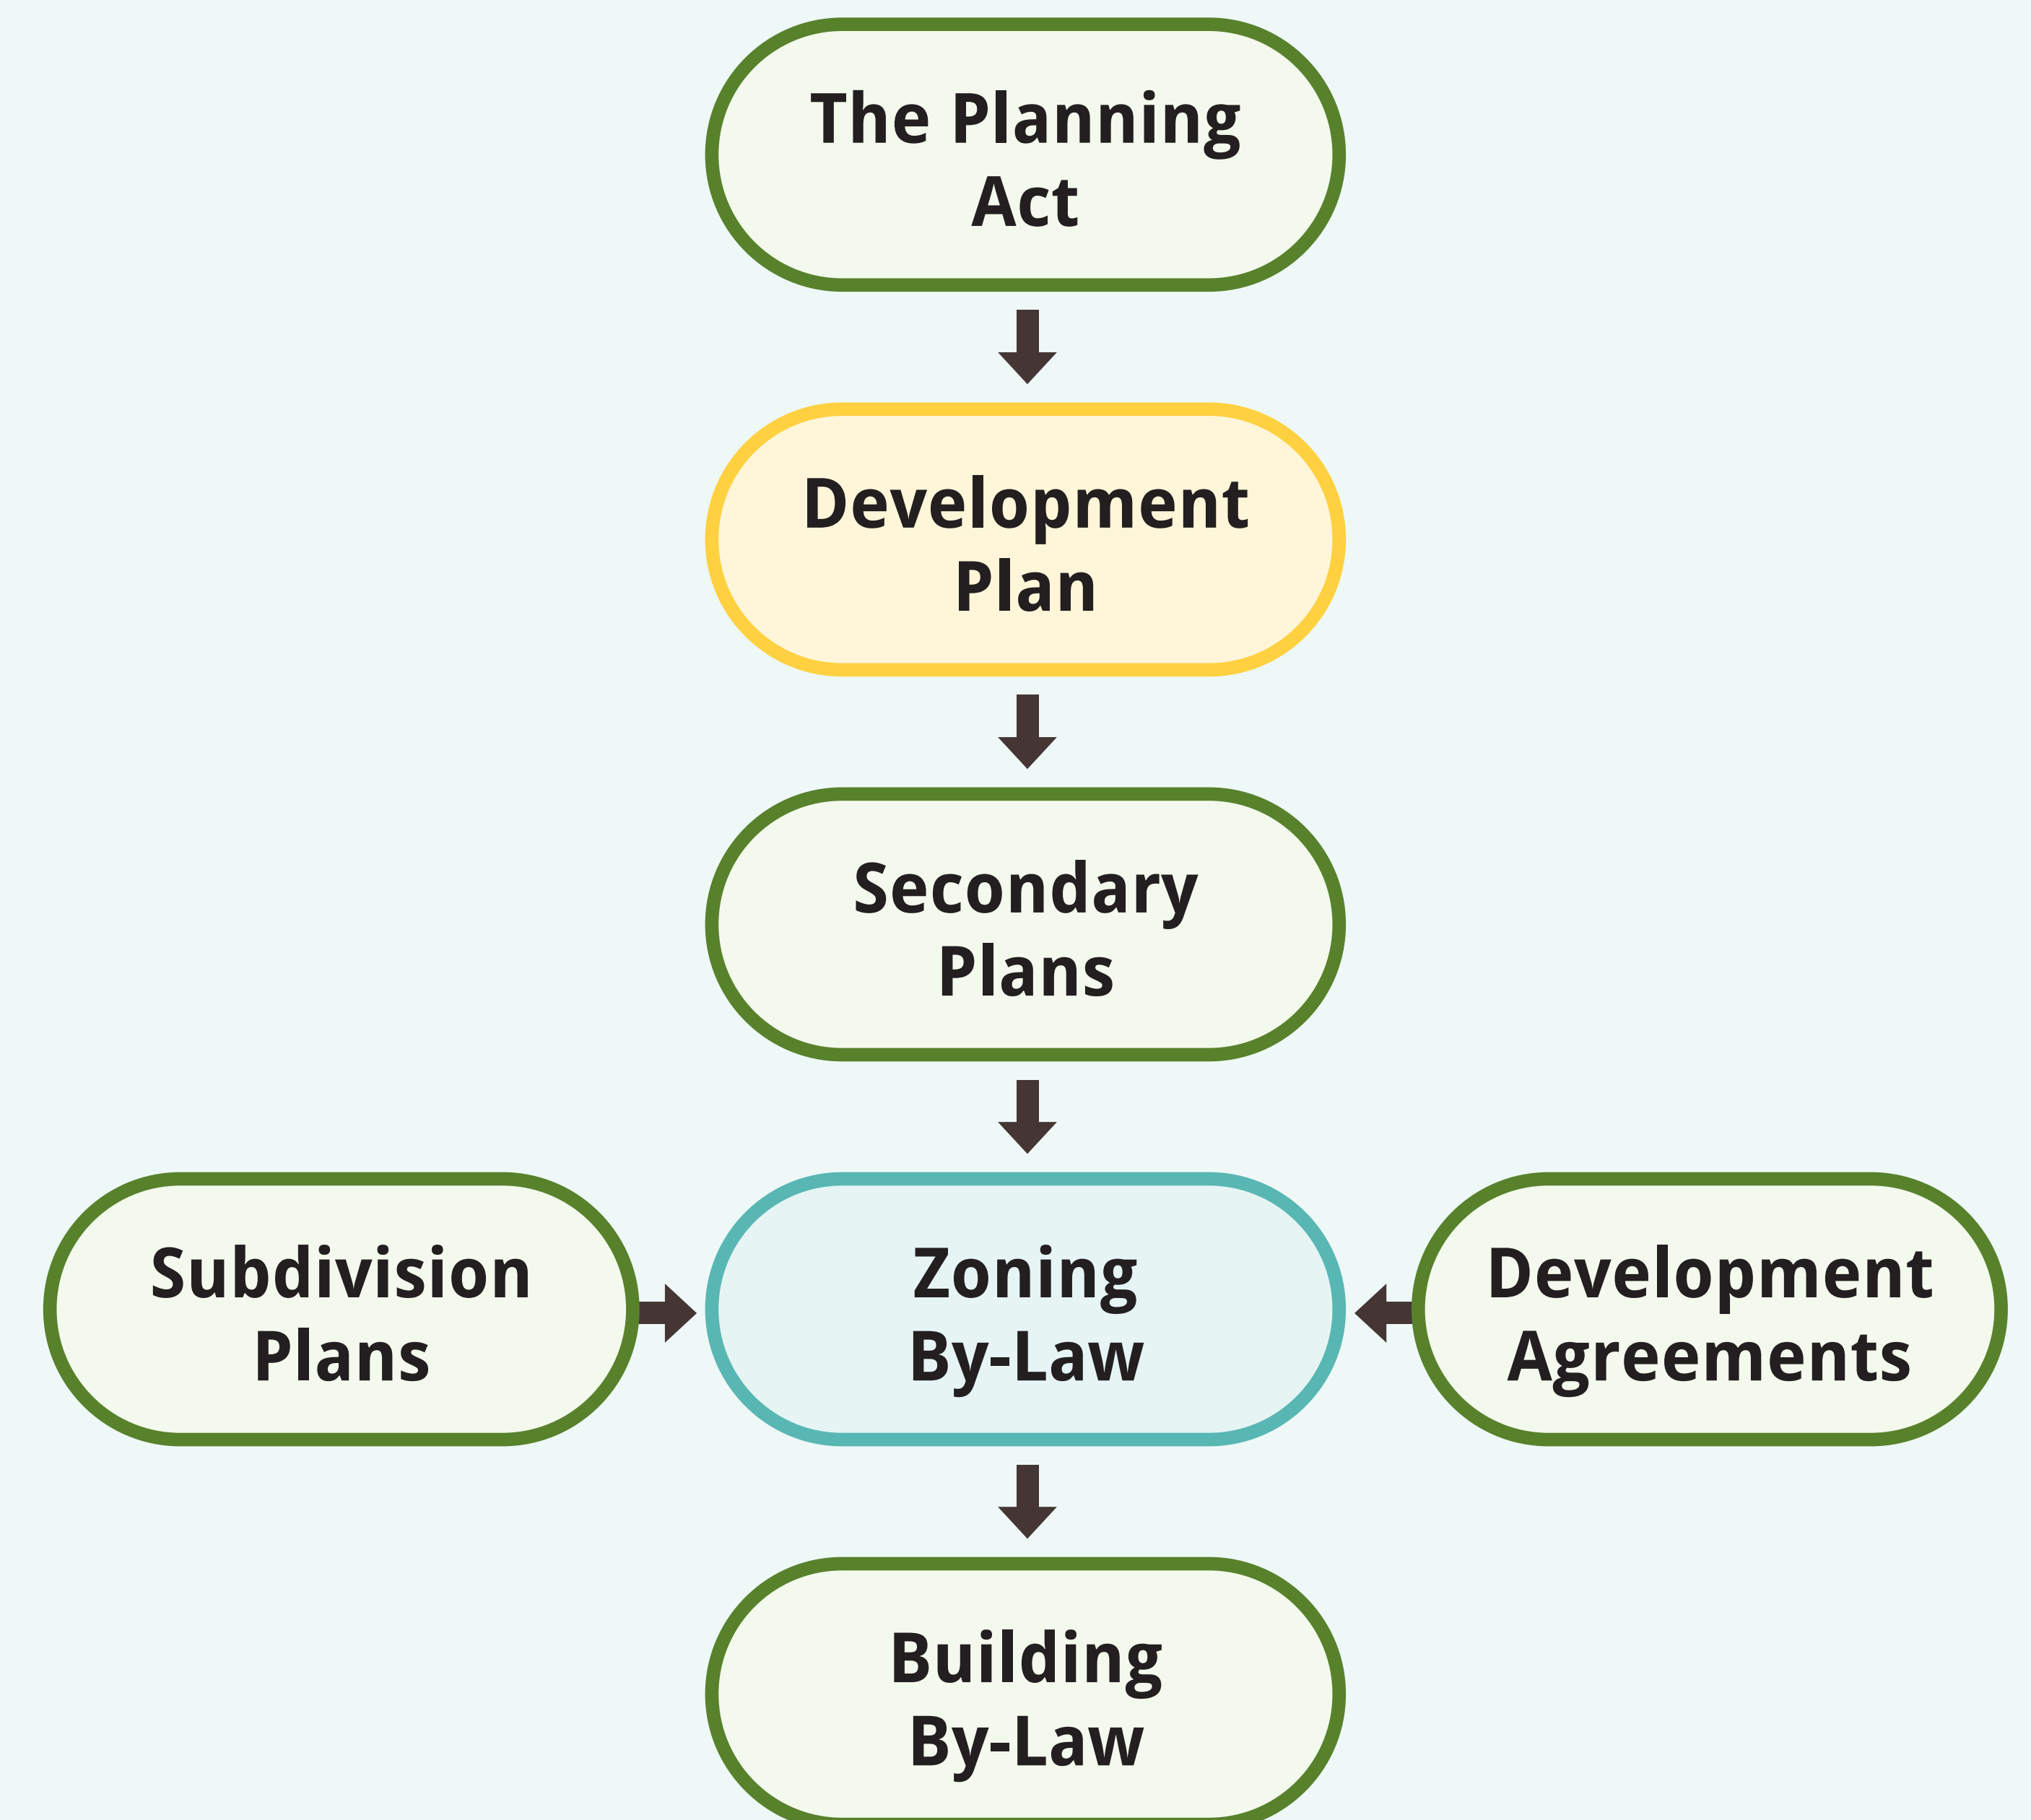 The Planning
Act
Development
Plan
Secondary
Plans
Subdivision
Plans
Zoning
By-Law
Development
Agreements
Building
By-Law